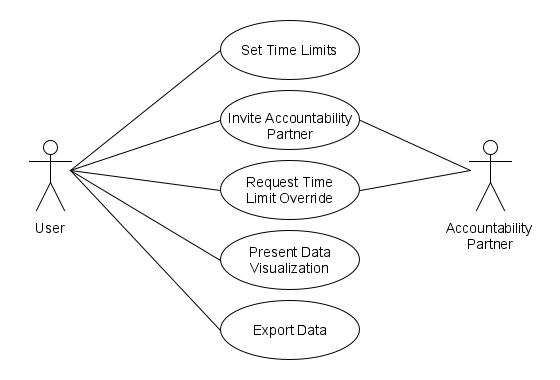 Set Time Limits
Invite Accountability
Partner
Request Time
Limit Override
User
Accountability
Partner
Present Data
Visualization
Export Data